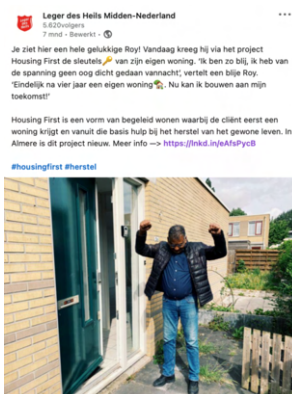 Leger des Heils Midden-Nederland
5.620volgers
7 mnd • Bewerkt •
Je ziet hier een hele gelukkige Roy! Vandaag kreeg hij via het project
Housing First de sleutels🔑 van zijn eigen woning. 'Ik ben zo blij, ik heb van
de spanning geen oog dicht gedaan vannacht', vertelt een blije Roy.
'Eindelijk na vier jaar een eigen woning🏡. Nu kan ik bouwen aan mijn
toekomst!'
Housing First is een vorm van begeleid wonen waarbij de cliënt eerst een
woning krijgt en vanuit die basis hulp bij het herstel van het gewone leven. In
Almere is dit project nieuw. Meer info —> https://lnkd.in/eAfsPycB
#housingfirst #herstel